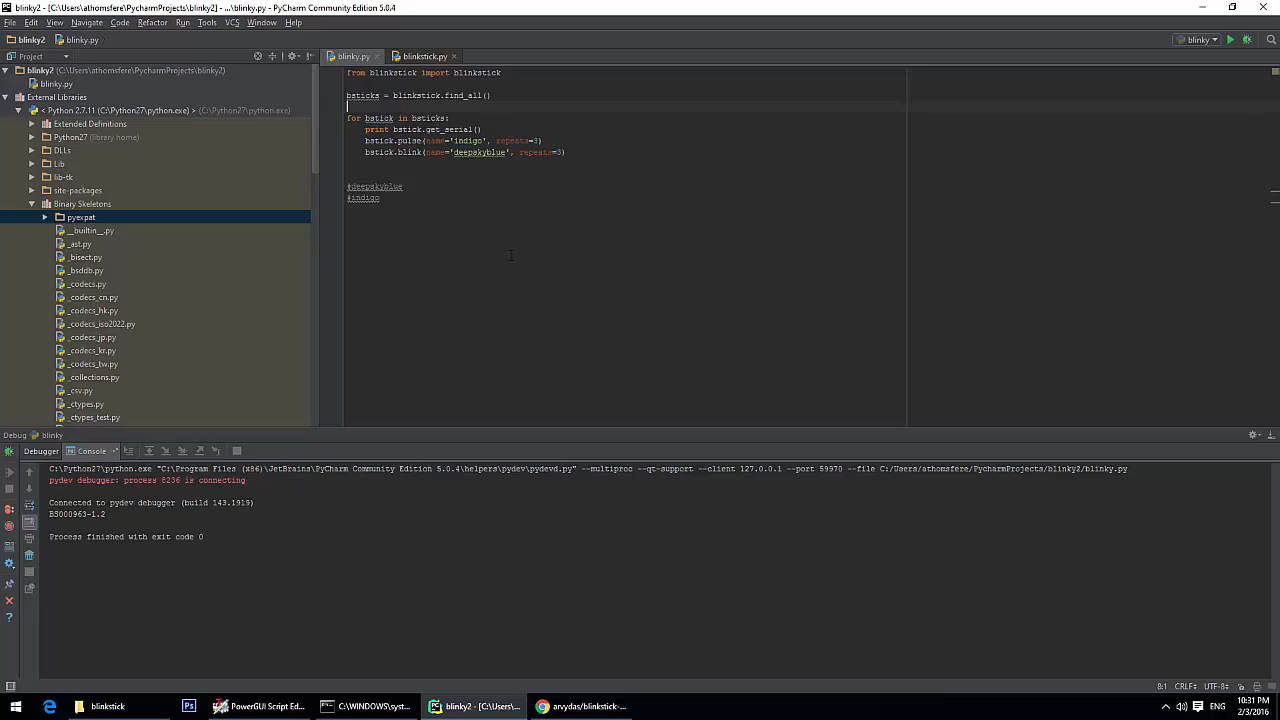 blinky2 - [C:\Users\athomsfere\PycharmProjects\blinky2] - ...\blinky.py - PyCharm Community Edition 5.0.4
File Edit View Navigate Code Refactor Run Tools VCS Window Help
blinky2 blinky.py blinky
Project blinky.py blinkstick.py
blinky2 (C:\Users\athomsfere\PycharmProjects\blinky2)
blinky.py
External Libraries
< Python 2.7.11 (C:\Python27\python.exe) > (C:\Python27\python.exe)
Extended Definitions
Python27 (library home)
DLLs
Lib
lib-tk
site-packages
Binary Skeletons
pyexpat
__builtin__.py
_ast.py
_bisect.py
_bsddb.py
_codecs.py
_codecs_cn.py
_codecs_hk.py
_codecs_iso2022.py
_codecs_jp.py
_codecs_kr.py
_codecs_tw.py
_collections.py
_csv.py
_ctypes.py
_ctypes_test.py
from blinkstick import blinkstick
bsticks = blinkstick.find_all()
for bstick in bsticks:
print bstick.get_serial()
bstick.pulse(name='indigo', repeats=3)
bstick.blink(name='deepskyblue', repeats=3)
#deepskyblue
#indigo
Debug blinky
Debugger Console
C:\Python27\python.exe "C:\Program Files (x86)\JetBrains\PyCharm Community Edition 5.0.4\helpers\pydev\pydevd.py" --multiproc --qt-support --client 127.0.0.1 --port 59970 --file C:/Users/athomsfere/PycharmProjects/blinky2/blinky.py
pydev debugger: process 8236 is connecting
Connected to pydev debugger (build 143.1919)
BS000963-1.2
Process finished with exit code 0
8:1 CRLF UTF-8
blinkstick PowerGUI Script Ed... C:\WINDOWS\syst... blinky2 - [C:\Users\... arvydas/blinkstick-... ENG 10:31 PM
2/3/2016